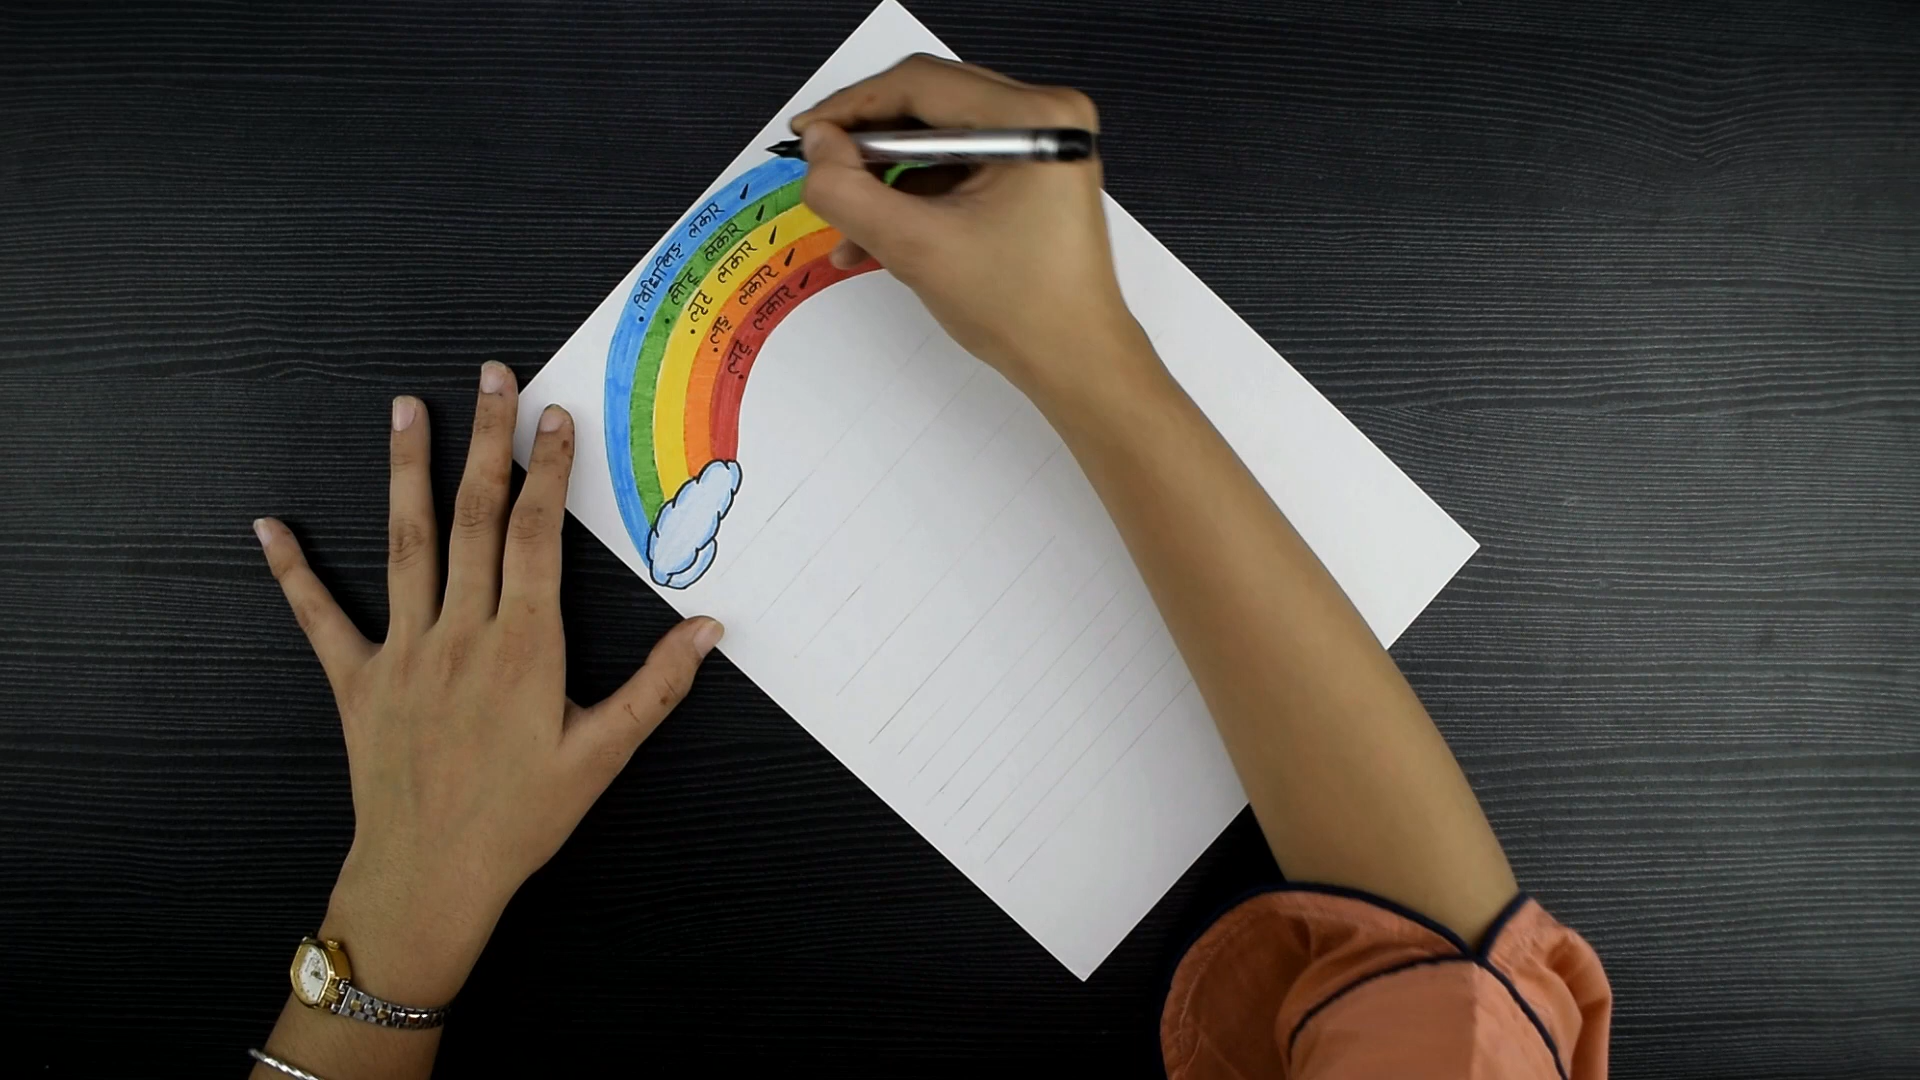 • विधिलिङ् लकार
• लोट् लकार
• लृट् लकार
• लङ् लकार
• लट् लकार